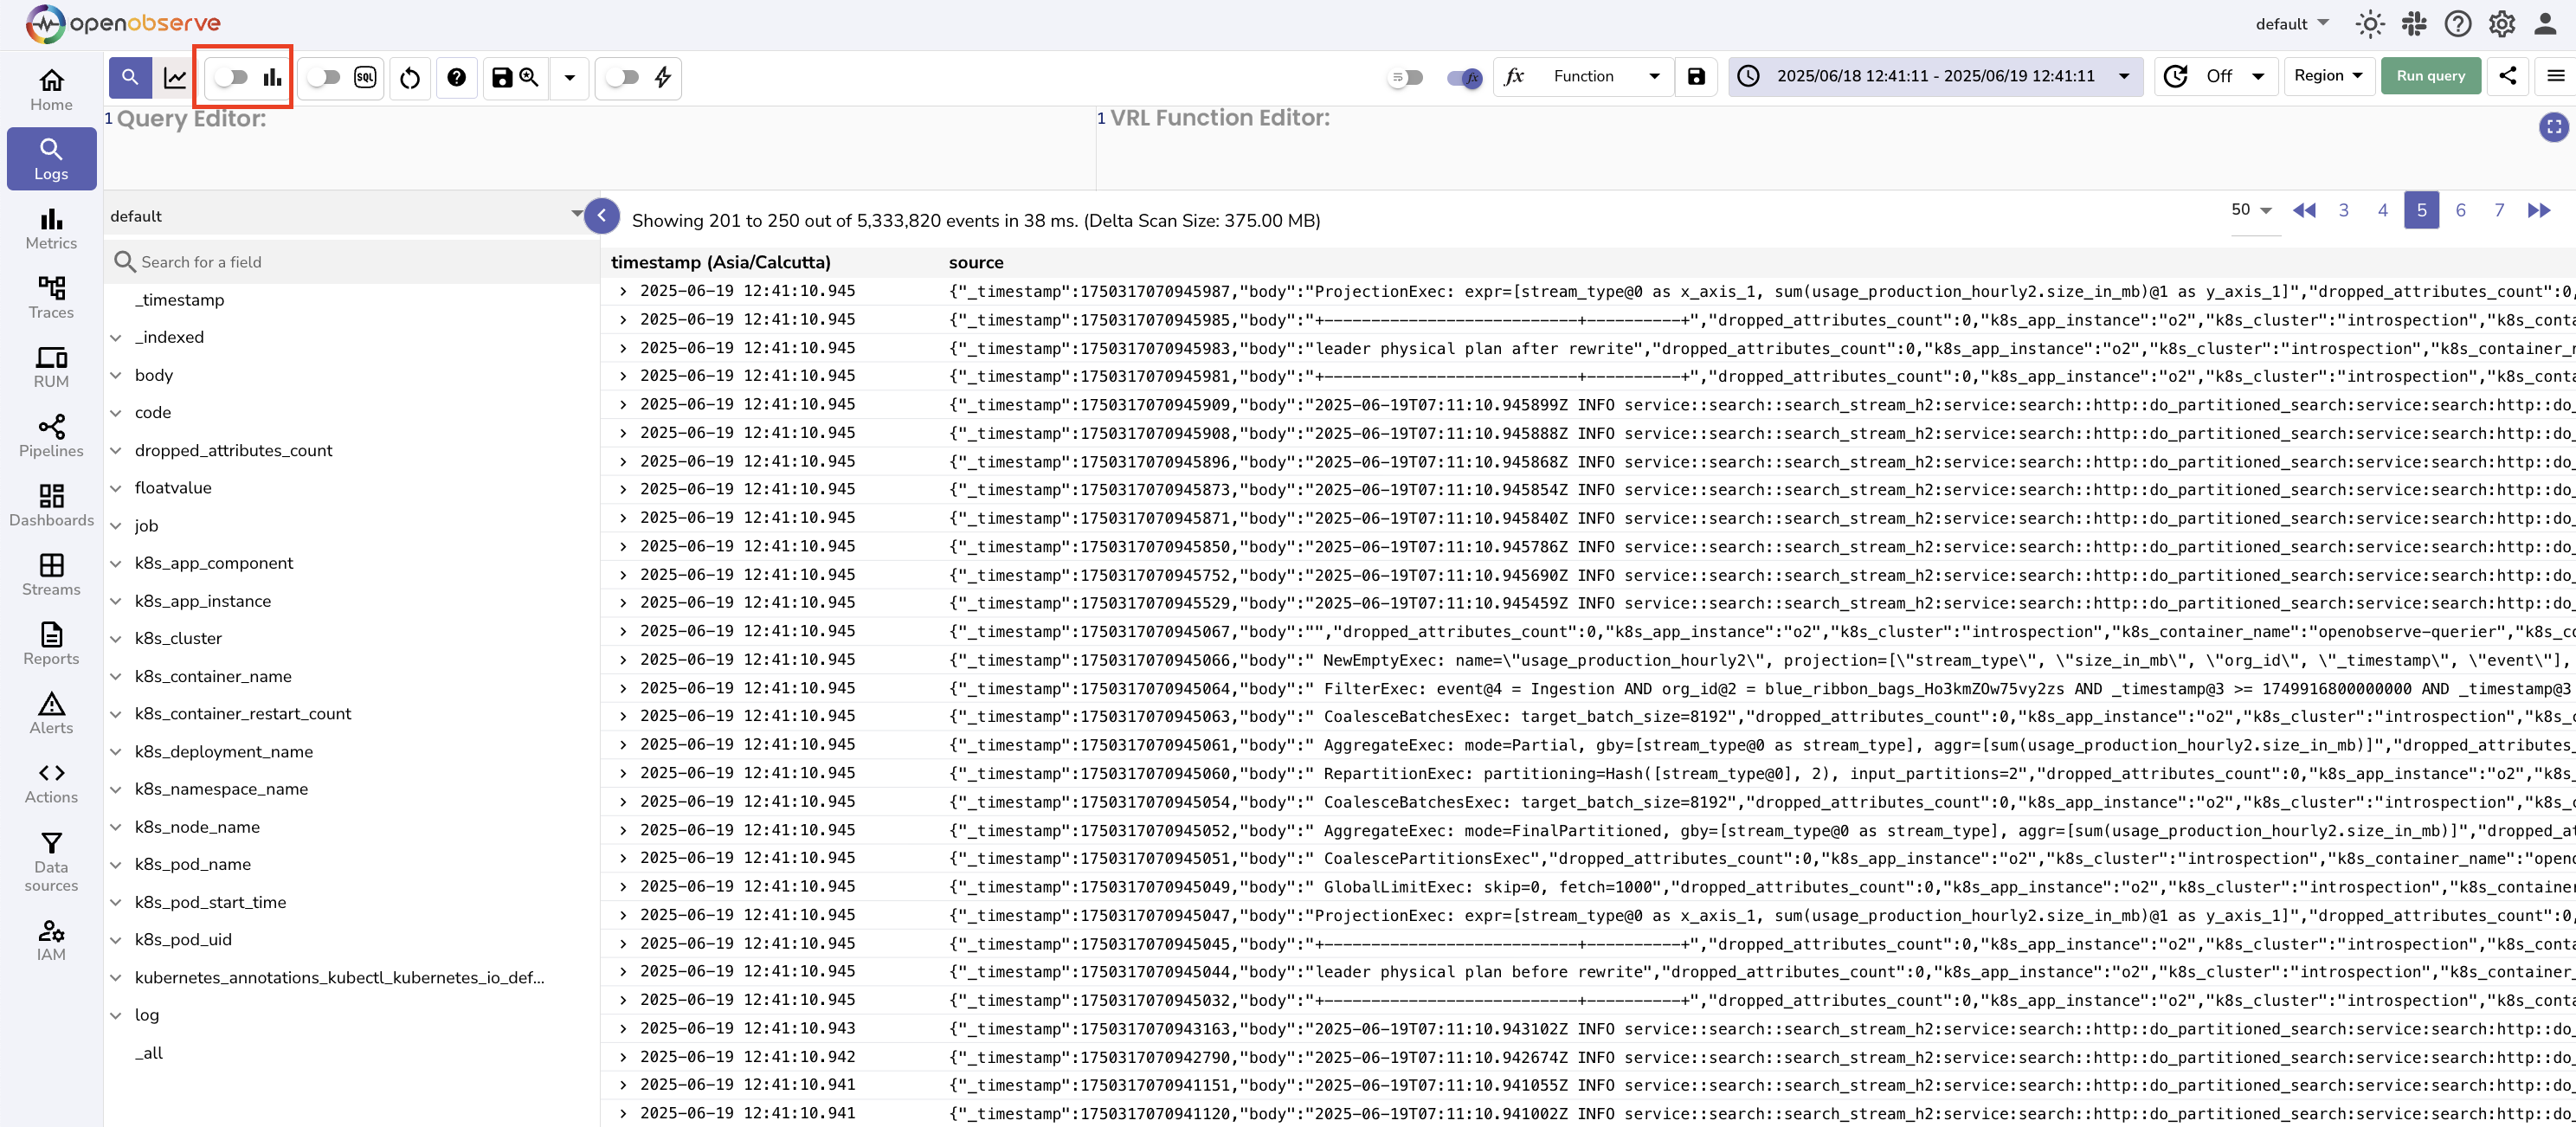 openobserve
default
SQL
fx
fx
Function
2025/06/18 12:41:11 - 2025/06/19 12:41:11
Off
Region
Run query
Home
Logs
Metrics
Traces
RUM
Pipelines
Dashboards
Streams
Reports
Alerts
Actions
Data
sources
IAM
1 Query Editor:
1 VRL Function Editor:
default
Search for a field
_timestamp
_indexed
body
code
dropped_attributes_count
floatvalue
job
k8s_app_component
k8s_app_instance
k8s_cluster
k8s_container_name
k8s_container_restart_count
k8s_deployment_name
k8s_namespace_name
k8s_node_name
k8s_pod_name
k8s_pod_start_time
k8s_pod_uid
kubernetes_annotations_kubectl_kubernetes_io_def...
log
_all
Showing 201 to 250 out of 5,333,820 events in 38 ms. (Delta Scan Size: 375.00 MB)
50 3 4 5 6 7
timestamp (Asia/Calcutta) source
2025-06-19 12:41:10.945 {"_timestamp":1750317070945987,"body":"ProjectionExec: expr=[stream_type@0 as x_axis_1, sum(usage_production_hourly2.size_in_mb)@1 as y_axis_1]","dropped_attributes_count":0,
2025-06-19 12:41:10.945 {"_timestamp":1750317070945985,"body":"+---------------------------+----------+","dropped_attributes_count":0,"k8s_app_instance":"o2","k8s_cluster":"introspection","k8s_conta
2025-06-19 12:41:10.945 {"_timestamp":1750317070945983,"body":"leader physical plan after rewrite","dropped_attributes_count":0,"k8s_app_instance":"o2","k8s_cluster":"introspection","k8s_container_n
2025-06-19 12:41:10.945 {"_timestamp":1750317070945981,"body":"+---------------------------+----------+","dropped_attributes_count":0,"k8s_app_instance":"o2","k8s_cluster":"introspection","k8s_conta
2025-06-19 12:41:10.945 {"_timestamp":1750317070945909,"body":"2025-06-19T07:11:10.945899Z INFO service::search::search_stream_h2:service:search::http::do_partitioned_search:service:search:http::do_
2025-06-19 12:41:10.945 {"_timestamp":1750317070945908,"body":"2025-06-19T07:11:10.945888Z INFO service::search::search_stream_h2:service:search::http::do_partitioned_search:service:search:http::do_
2025-06-19 12:41:10.945 {"_timestamp":1750317070945896,"body":"2025-06-19T07:11:10.945868Z INFO service::search::search_stream_h2:service:search::http::do_partitioned_search:service:search:http::do_
2025-06-19 12:41:10.945 {"_timestamp":1750317070945873,"body":"2025-06-19T07:11:10.945854Z INFO service::search::search_stream_h2:service:search::http::do_partitioned_search:service:search:http::do_
2025-06-19 12:41:10.945 {"_timestamp":1750317070945871,"body":"2025-06-19T07:11:10.945840Z INFO service::search::search_stream_h2:service:search::http::do_partitioned_search:service:search:http::do_
2025-06-19 12:41:10.945 {"_timestamp":1750317070945850,"body":"2025-06-19T07:11:10.945786Z INFO service::search::search_stream_h2:service:search::http::do_partitioned_search:service:search:http::do_
2025-06-19 12:41:10.945 {"_timestamp":1750317070945752,"body":"2025-06-19T07:11:10.945690Z INFO service::search::search_stream_h2:service:search::http::do_partitioned_search:service:search:http::do_
2025-06-19 12:41:10.945 {"_timestamp":1750317070945529,"body":"2025-06-19T07:11:10.945459Z INFO service::search::search_stream_h2:service:search::http::do_partitioned_search:service:search:http::do_
2025-06-19 12:41:10.945 {"_timestamp":1750317070945067,"body":"","dropped_attributes_count":0,"k8s_app_instance":"o2","k8s_cluster":"introspection","k8s_container_name":"openobserve-querier","k8s_co
2025-06-19 12:41:10.945 {"_timestamp":1750317070945066,"body":" NewEmptyExec: name=\"usage_production_hourly2\", projection=[\"stream_type\", \"size_in_mb\", \"org_id\", \"_timestamp\", \"event\"],
2025-06-19 12:41:10.945 {"_timestamp":1750317070945064,"body":" FilterExec: event@4 = Ingestion AND org_id@2 = blue_ribbon_bags_Ho3kmZOw75vy2zs AND _timestamp@3 >= 1749916800000000 AND _timestamp@3
2025-06-19 12:41:10.945 {"_timestamp":1750317070945063,"body":" CoalesceBatchesExec: target_batch_size=8192","dropped_attributes_count":0,"k8s_app_instance":"o2","k8s_cluster":"introspection","k8s_c
2025-06-19 12:41:10.945 {"_timestamp":1750317070945061,"body":" AggregateExec: mode=Partial, gby=[stream_type@0 as stream_type], aggr=[sum(usage_production_hourly2.size_in_mb)]","dropped_attributes_
2025-06-19 12:41:10.945 {"_timestamp":1750317070945060,"body":" RepartitionExec: partitioning=Hash([stream_type@0], 2), input_partitions=2","dropped_attributes_count":0,"k8s_app_instance":"o2","k8s_
2025-06-19 12:41:10.945 {"_timestamp":1750317070945054,"body":" CoalesceBatchesExec: target_batch_size=8192","dropped_attributes_count":0,"k8s_app_instance":"o2","k8s_cluster":"introspection","k8s_c
2025-06-19 12:41:10.945 {"_timestamp":1750317070945052,"body":" AggregateExec: mode=FinalPartitioned, gby=[stream_type@0 as stream_type], aggr=[sum(usage_production_hourly2.size_in_mb)]","dropped_at
2025-06-19 12:41:10.945 {"_timestamp":1750317070945051,"body":" CoalescePartitionsExec","dropped_attributes_count":0,"k8s_app_instance":"o2","k8s_cluster":"introspection","k8s_container_name":"openo
2025-06-19 12:41:10.945 {"_timestamp":1750317070945049,"body":" GlobalLimitExec: skip=0, fetch=1000","dropped_attributes_count":0,"k8s_app_instance":"o2","k8s_cluster":"introspection","k8s_container
2025-06-19 12:41:10.945 {"_timestamp":1750317070945047,"body":"ProjectionExec: expr=[stream_type@0 as x_axis_1, sum(usage_production_hourly2.size_in_mb)@1 as y_axis_1]","dropped_attributes_count":0,
2025-06-19 12:41:10.945 {"_timestamp":1750317070945045,"body":"+---------------------------+----------+","dropped_attributes_count":0,"k8s_app_instance":"o2","k8s_cluster":"introspection","k8s_conta
2025-06-19 12:41:10.945 {"_timestamp":1750317070945044,"body":"leader physical plan before rewrite","dropped_attributes_count":0,"k8s_app_instance":"o2","k8s_cluster":"introspection","k8s_container_
2025-06-19 12:41:10.945 {"_timestamp":1750317070945032,"body":"+---------------------------+----------+","dropped_attributes_count":0,"k8s_app_instance":"o2","k8s_cluster":"introspection","k8s_conta
2025-06-19 12:41:10.943 {"_timestamp":1750317070943163,"body":"2025-06-19T07:11:10.943102Z INFO service::search::search_stream_h2:service:search::http::do_partitioned_search:service:search:http::do_
2025-06-19 12:41:10.942 {"_timestamp":1750317070942790,"body":"2025-06-19T07:11:10.942674Z INFO service::search::search_stream_h2:service:search::http::do_partitioned_search:service:search:http::do_
2025-06-19 12:41:10.941 {"_timestamp":1750317070941151,"body":"2025-06-19T07:11:10.941055Z INFO service::search::search_stream_h2:service:search::http::do_partitioned_search:service:search:http::do_
2025-06-19 12:41:10.941 {"_timestamp":1750317070941120,"body":"2025-06-19T07:11:10.941002Z INFO service::search::search_stream_h2:service:search::http::do_partitioned_search:service:search:http::do_